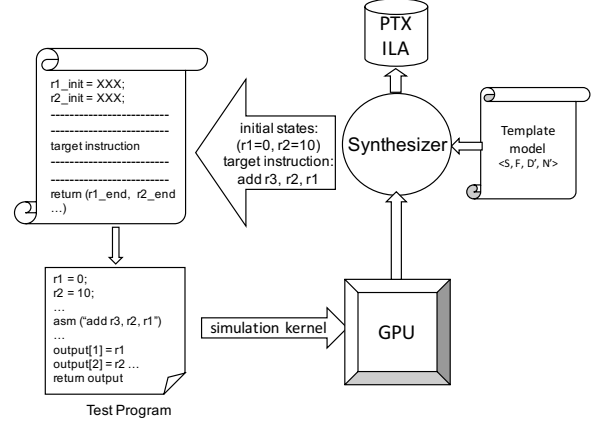 r1_init = XXX;
r2_init = XXX;
----------------------------
----------------------------
target instruction
----------------------------
----------------------------
return (r1_end, r2_end
…)
initial states:
(r1=0, r2=10)
target instruction:
add r3, r2, r1
PTX
ILA
Synthesizer
Template
model
<S, F, D', N'>
r1 = 0;
r2 = 10;
…
asm ("add r3, r2, r1")
…
output[1] = r1
output[2] = r2 …
return output
Test Program
simulation kernel
GPU